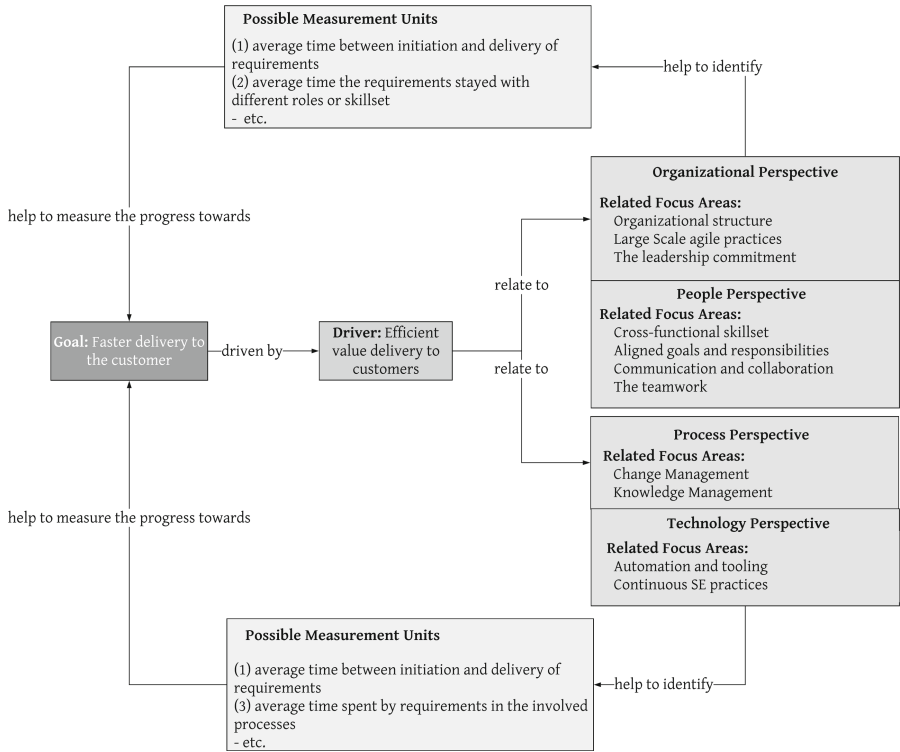 Possible Measurement Units
(1) average time between initiation and delivery of
requirements
(2) average time the requirements stayed with
different roles or skillset
- etc.
help to identify
Organizational Perspective
Related Focus Areas:
Organizational structure
Large Scale agile practices
The leadership commitment
help to measure the progress towards
relate to
People Perspective
Related Focus Areas:
Cross-functional skillset
Aligned goals and responsibilities
Communication and collaboration
The teamwork
Goal: Faster delivery to
the customer
driven by
Driver: Efficient
value delivery to
customers
relate to
Process Perspective
Related Focus Areas:
Change Management
Knowledge Management
help to measure the progress towards
Technology Perspective
Related Focus Areas:
Automation and tooling
Continuous SE practices
Possible Measurement Units
(1) average time between initiation and delivery of
requirements
(3) average time spent by requirements in the involved
processes
- etc.
help to identify